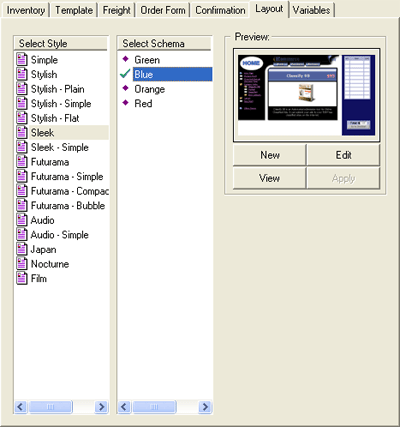 Inventory Template Freight Order Form Confirmation Layout Variables
Select Style
Simple
Stylish
Stylish - Plain
Stylish - Simple
Stylish - Flat
Sleek
Sleek - Simple
Futurama
Futurama - Simple
Futurama - Compac
Futurama - Bubble
Audio
Audio - Simple
Japan
Nocturne
Film
Select Schema
Green
Blue
Orange
Red
Preview:
HOME
Classify 98
New Edit
View Apply